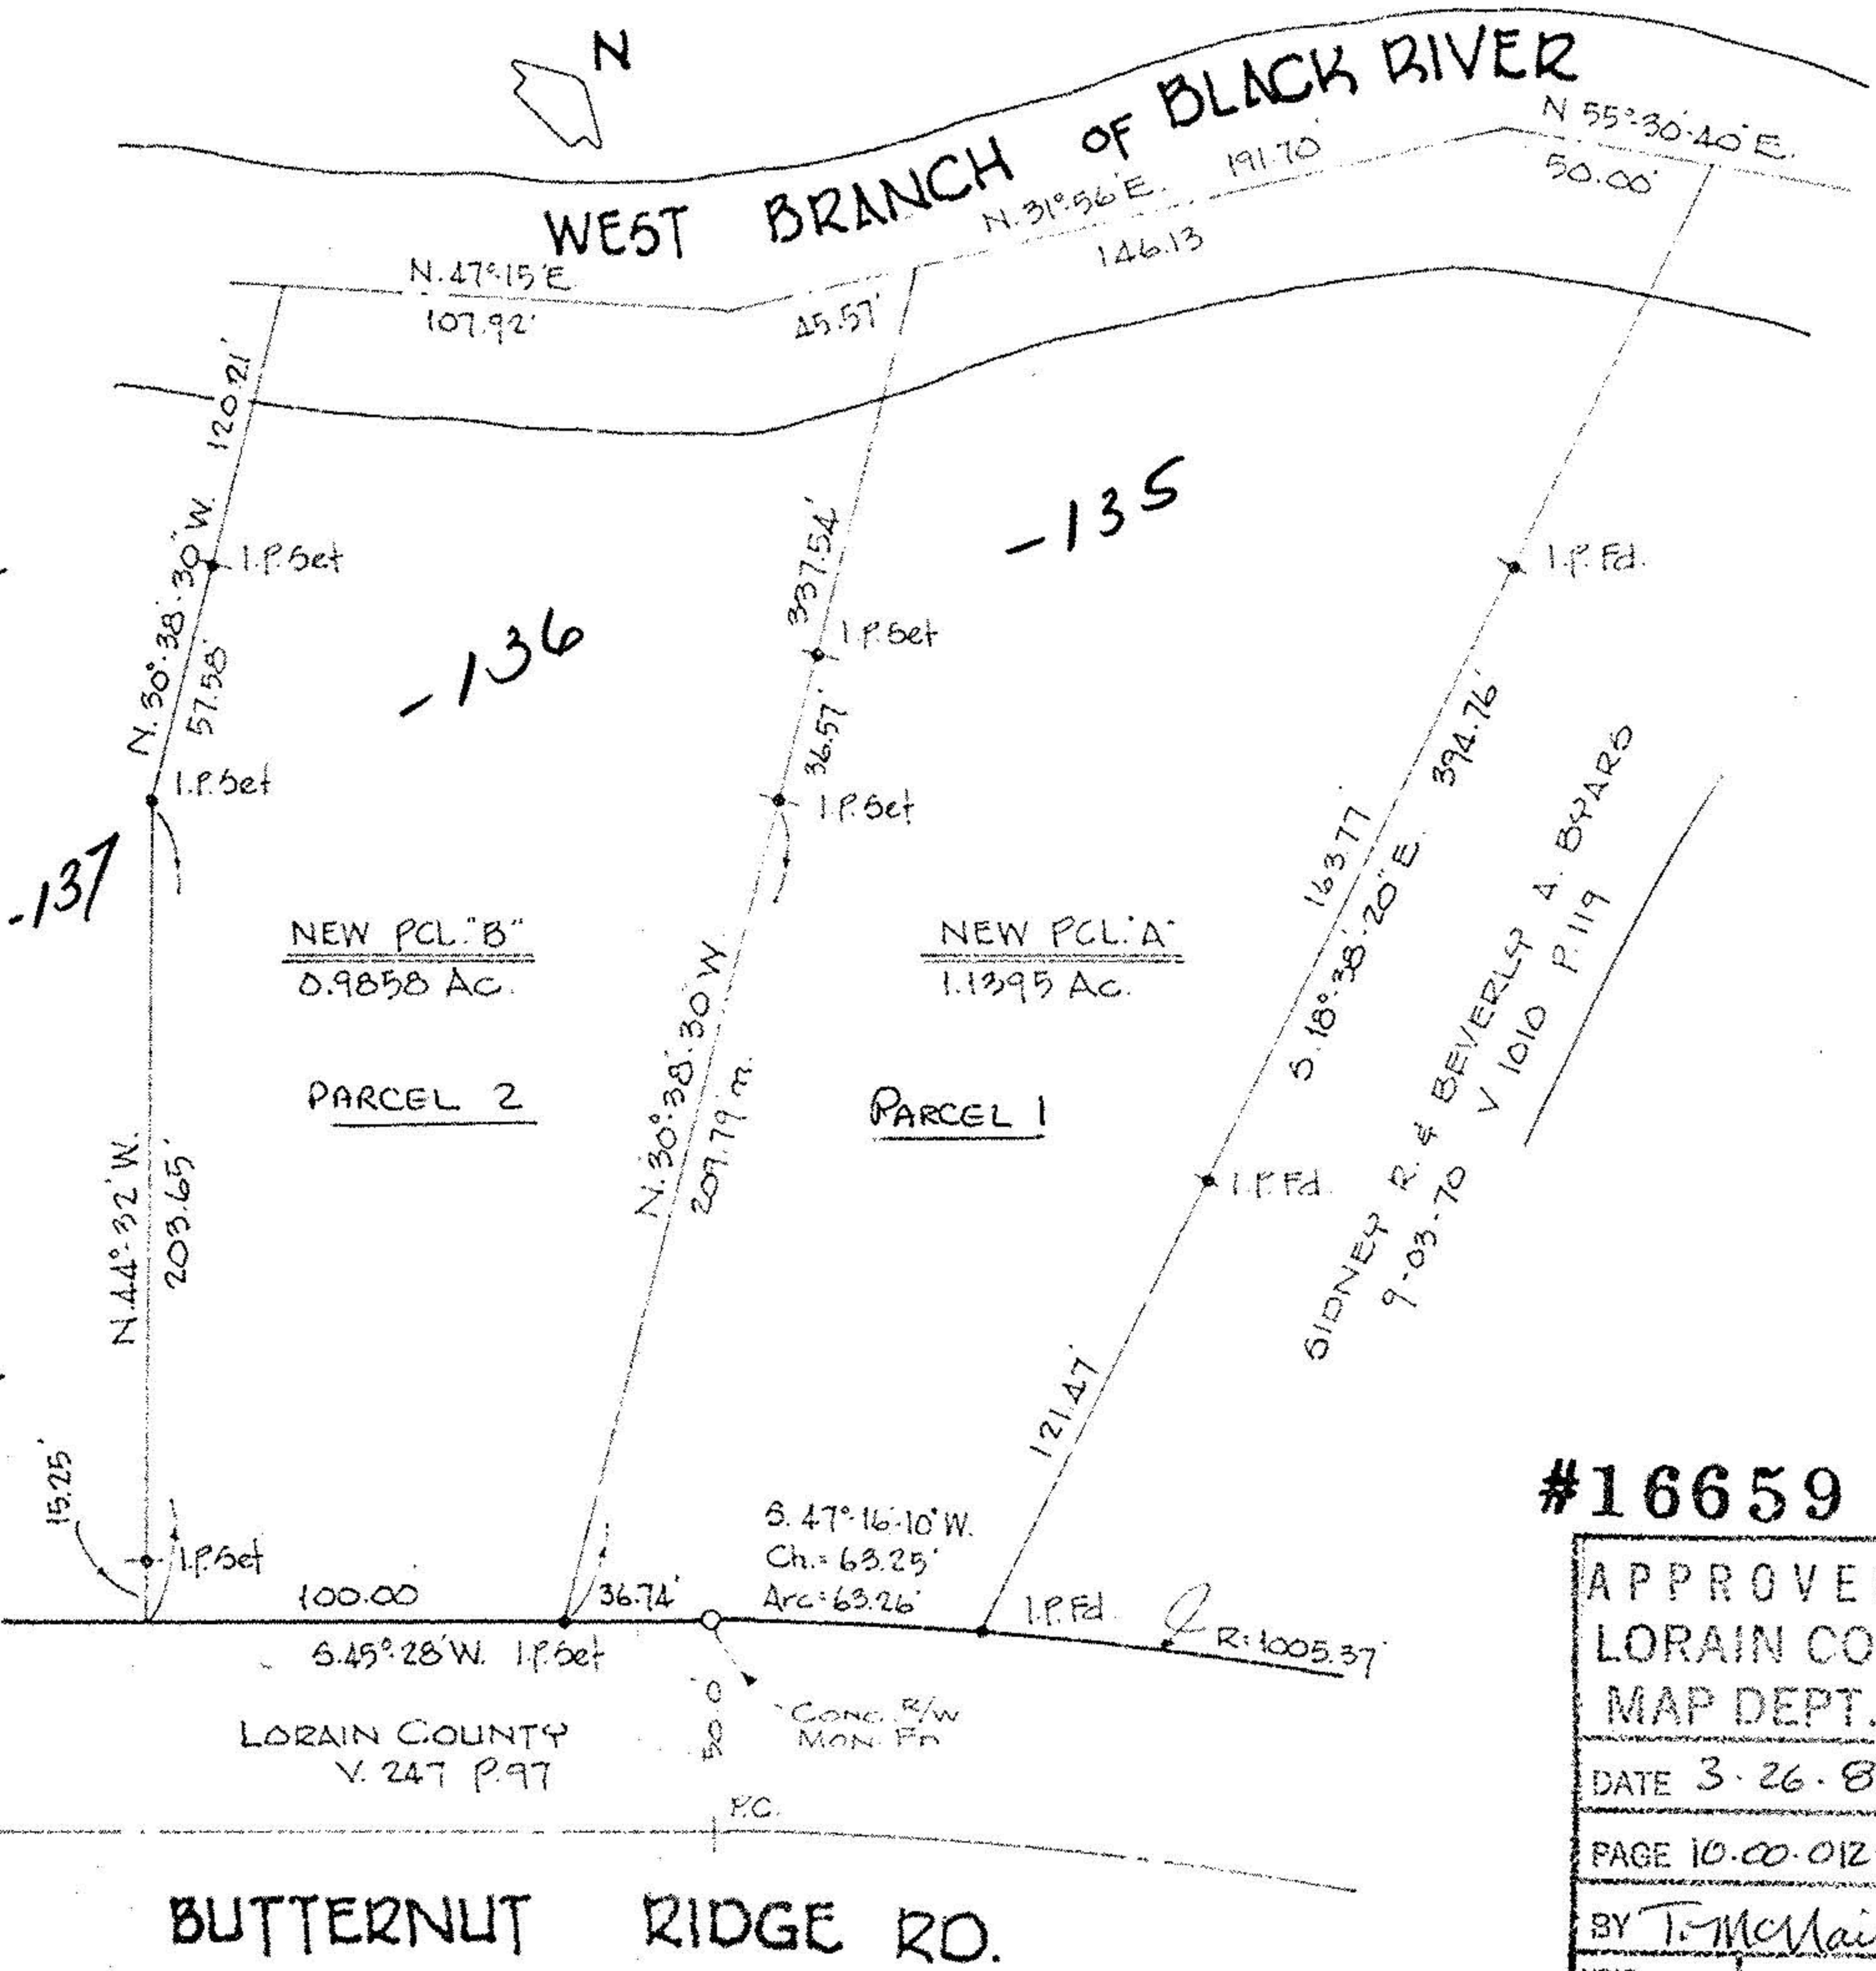 N
WEST BRANCH OF BLACK RIVER
N 55°-30'-40" E.
50.00'
N. 31°-56' E. 191.70'
146.13
N. 47°-15' E.
107.92'
45.57'
N. 30°-38'-30" W. 120.21'
57.58'
I.P. Set
I.P. Set
-135
-136
-137
337.54'
36.57'
I.P. Set
I.P. Set
I.P. Fd.
163.77'
S. 18°-38'-20" E. 394.76'
SIDNEY R. & BEVERLY A. BYARS
9-03-70 V 1010 P. 119
NEW PCL. "B"
0.9858 Ac.
NEW PCL. "A"
1.1395 Ac.
PARCEL 2
PARCEL 1
N. 30°-38'-30" W
209.79' m.
N. 44°-32' W.
203.65'
I.P. Fd.
121.47'
15.25'
I.P. Set
100.00'
36.74'
S. 47°-16'-10" W.
Ch.= 63.25'
Arc= 63.26'
I.P. Fd.
R: 1005.37'
S. 45°-28' W. I.P. Set
50.0
CONC. R/W
MON. Fn
LORAIN COUNTY
V. 247 P. 97
P.C.
BUTTERNUT RIDGE RD.
#16659
APPROVE
LORAIN CO
MAP DEPT.
DATE 3-26-8
PAGE 10-00-012
BY